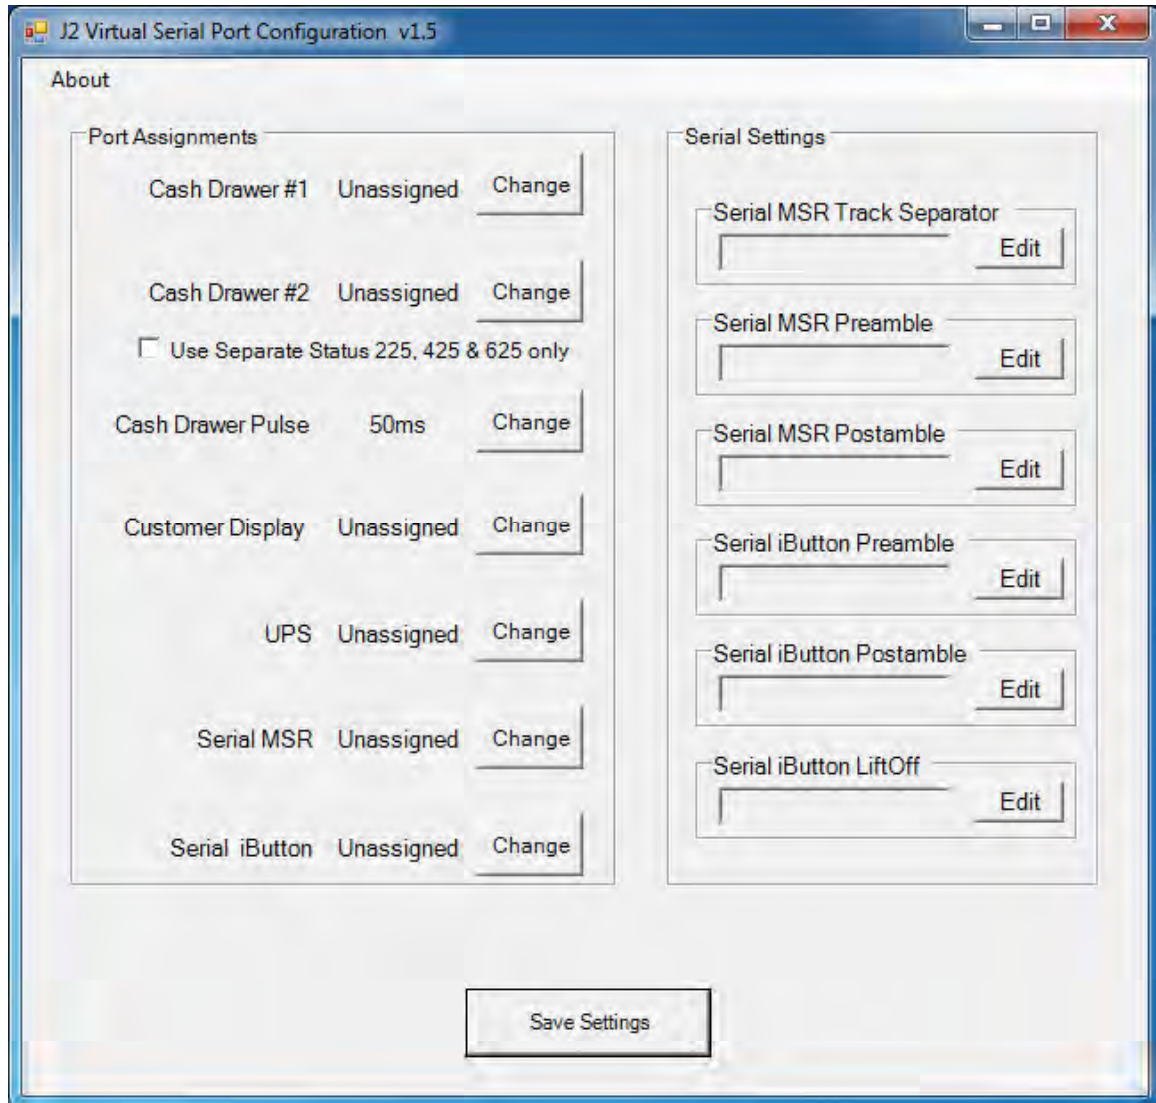 J2 Virtual Serial Port Configuration v1.5
About
Port Assignments
Cash Drawer #1 Unassigned Change
Cash Drawer #2 Unassigned Change
Use Separate Status 225, 425 & 625 only
Cash Drawer Pulse 50ms Change
Customer Display Unassigned Change
UPS Unassigned Change
Serial MSR Unassigned Change
Serial iButton Unassigned Change
Serial Settings
Serial MSR Track Separator
Edit
Serial MSR Preamble
Edit
Serial MSR Postamble
Edit
Serial iButton Preamble
Edit
Serial iButton Postamble
Edit
Serial iButton LiftOff
Edit
Save Settings